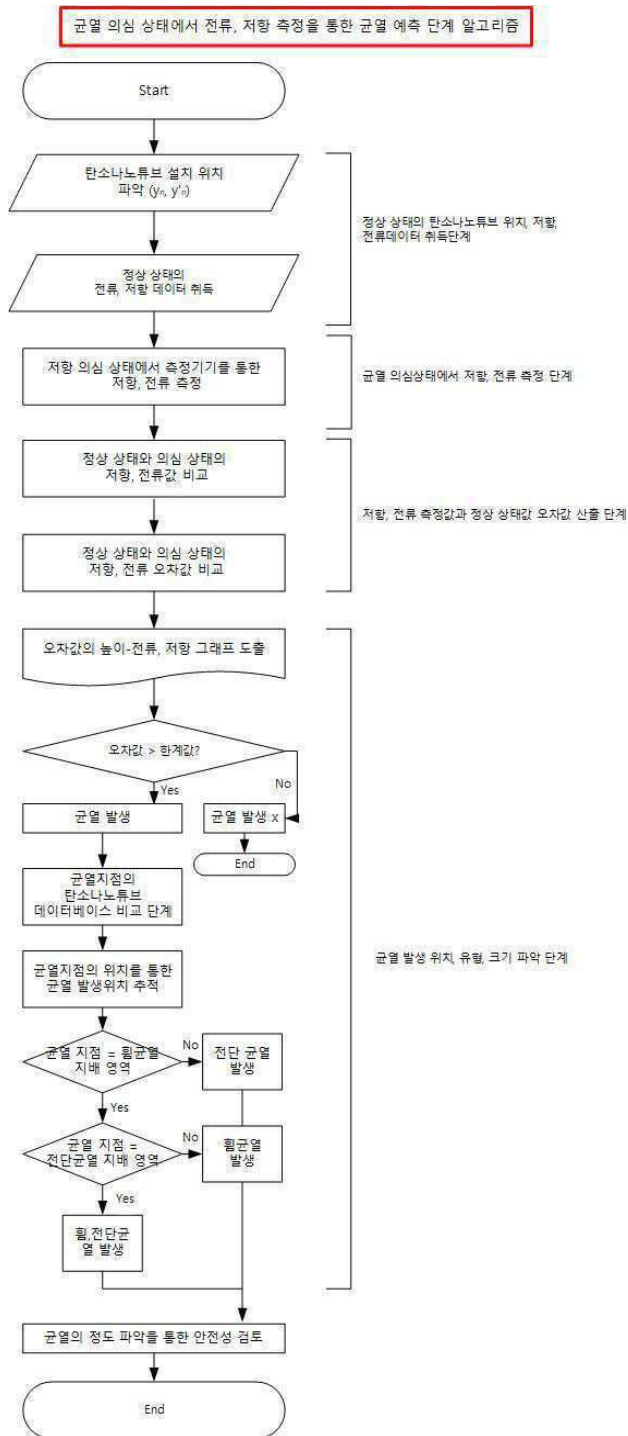 균열 의심 상태에서 전류, 저항 측정을 통한 균열 예측 단계 알고리즘
Start
탄소나노튜브 설치 위치
파악 (yₙ, y'ₙ)
정상 상태의
전류, 저항 데이터 취득
정상 상태의 탄소나노튜브 위치, 저항,
전류데이터 취득단계
저항 의심 상태에서 측정기기를 통한
저항, 전류 측정
균열 의심상태에서 저항, 전류 측정 단계
정상 상태와 의심 상태의
저항, 전류값 비교
정상 상태와 의심 상태의
저항, 전류 오차값 비교
저항, 전류 측정값과 정상 상태값 오차값 산출 단계
오차값의 높이-전류, 저항 그래프 도출
오차값 > 한계값?
No
Yes
균열 발생
균열 발생 x
End
균열지점의
탄소나노튜브
데이터베이스 비교 단계
균열지점의 위치를 통한
균열 발생위치 추적
균열 발생 위치, 유형, 크기 파악 단계
균열 지점 = 휨균열
지배 영역
No
전단 균열
발생
Yes
균열 지점 =
전단균열 지배 영역
No
휨균열
발생
Yes
휨,전단균
열 발생
균열의 정도 파악을 통한 안전성 검토
End